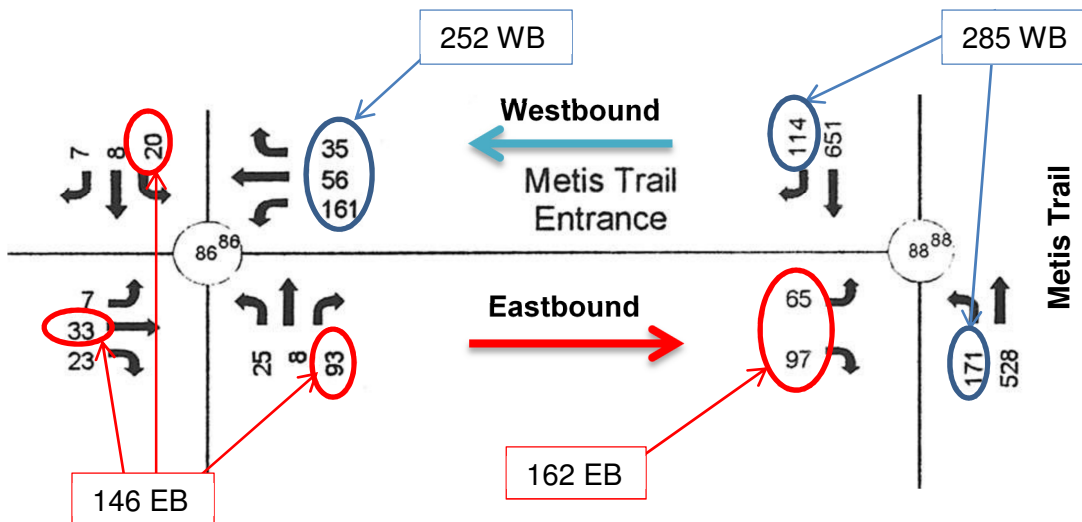 252 WB
285 WB
Westbound
7
8
20
35
56
161
114
651
Metis Trail
Entrance
Metis Trail
86 86
88 88
7
33
23
25
8
93
Eastbound
65
97
171
528
146 EB
162 EB